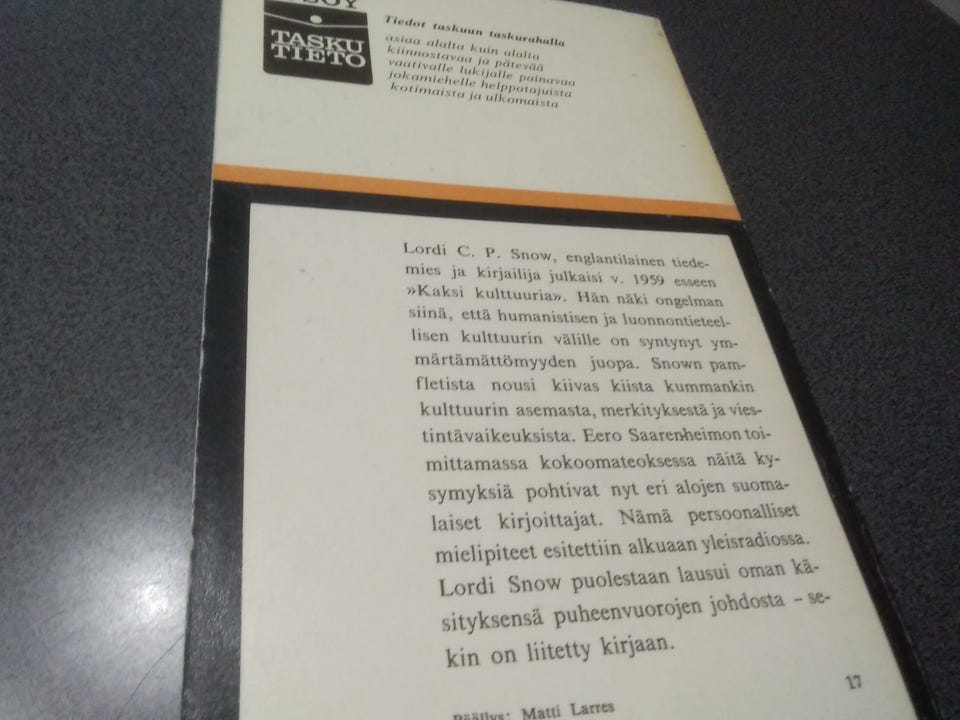 TASKU
TIETO
Tiedot taskuun taskurahalla
asiaa alalta kuin alalta
kiinnostavaa ja pätevää
vaativalle lukijalle painavaa
jokamiehelle helppotajuista
kotimaista ja ulkomaista
Lordi C. P. Snow, englantilainen tiede-
mies ja kirjailija julkaisi v. 1959 esseen
»Kaksi kulttuuria». Hän näki ongelman
siinä, että humanistisen ja luonnontieteel-
lisen kulttuurin välille on syntynyt ym-
märtämättömyyden juopa. Snown pam-
fletista nousi kiivas kiista kummankin
kulttuurin asemasta, merkityksestä ja vies-
tintävaikeuksista. Eero Saarenheimon toi-
mittamassa kokoomateoksessa näitä ky-
symyksiä pohtivat nyt eri alojen suoma-
laiset kirjoittajat. Nämä persoonalliset
mielipiteet esitettiin alkuaan yleisradiossa.
Lordi Snow puolestaan lausui oman kä-
sityksensä puheenvuorojen johdosta – se-
kin on liitetty kirjaan.
17
Päällys: Matti Larres